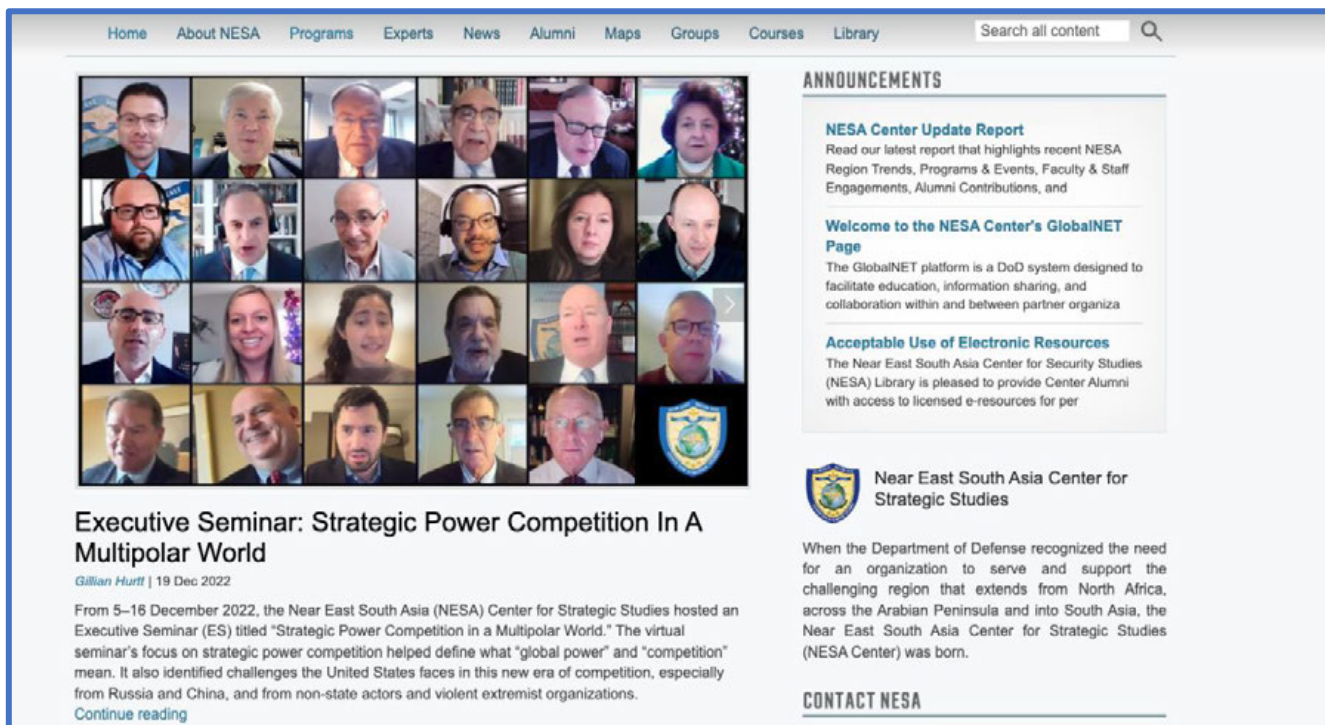 Home About NESA Programs Experts News Alumni Maps Groups Courses Library Search all content
Executive Seminar: Strategic Power Competition In A
Multipolar World
Gillian Hurtt | 19 Dec 2022
From 5–16 December 2022, the Near East South Asia (NESA) Center for Strategic Studies hosted an
Executive Seminar (ES) titled “Strategic Power Competition in a Multipolar World.” The virtual
seminar’s focus on strategic power competition helped define what “global power” and “competition”
mean. It also identified challenges the United States faces in this new era of competition, especially
from Russia and China, and from non-state actors and violent extremist organizations.
Continue reading
ANNOUNCEMENTS
NESA Center Update Report
Read our latest report that highlights recent NESA
Region Trends, Programs & Events, Faculty & Staff
Engagements, Alumni Contributions, and
Welcome to the NESA Center's GlobalNET
Page
The GlobalNET platform is a DoD system designed to
facilitate education, information sharing, and
collaboration within and between partner organiza
Acceptable Use of Electronic Resources
The Near East South Asia Center for Security Studies
(NESA) Library is pleased to provide Center Alumni
with access to licensed e-resources for per
Near East South Asia Center for
Strategic Studies
When the Department of Defense recognized the need
for an organization to serve and support the
challenging region that extends from North Africa,
across the Arabian Peninsula and into South Asia, the
Near East South Asia Center for Strategic Studies
(NESA Center) was born.
CONTACT NESA